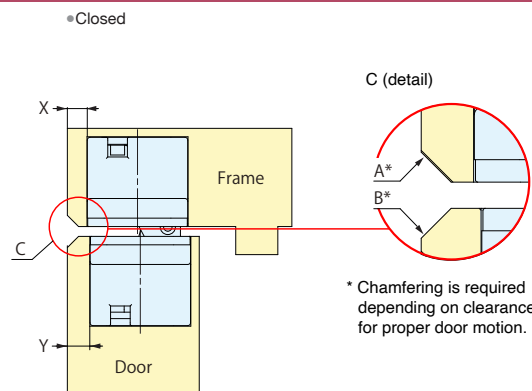 ●Closed
X
C (detail)
Frame
A*
B*
C
* Chamfering is required
depending on clearance
for proper door motion.
Y
Door